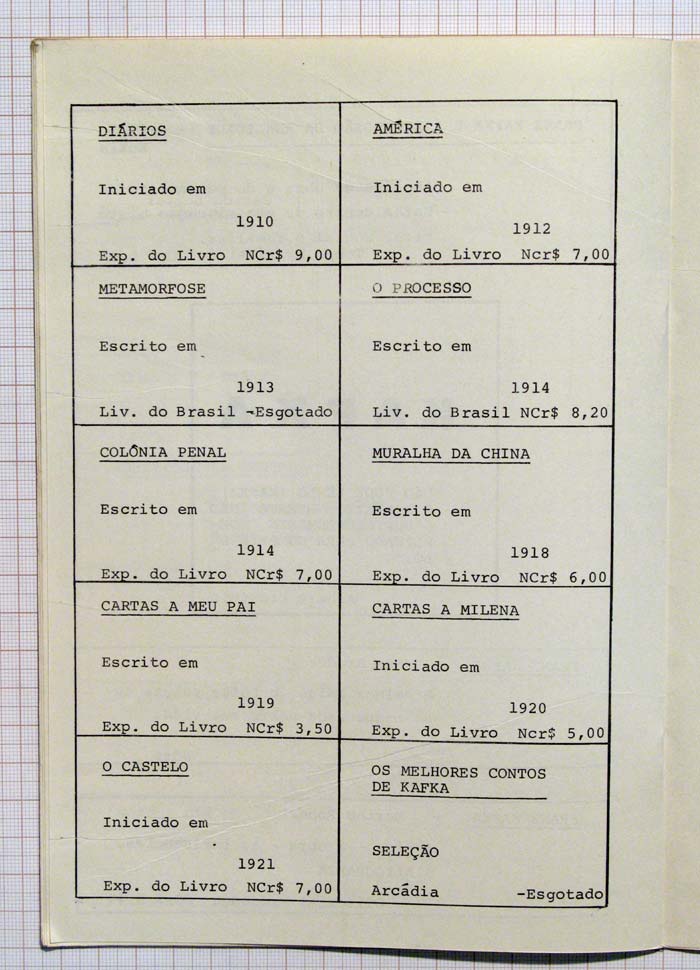 DIÁRIOS
Iniciado em
1910
Exp. do Livro NCr$ 9,00
AMÉRICA
Iniciado em
1912
Exp. do Livro Ncr$ 7,00
METAMORFOSE
Escrito em
1913
Liv. do Brasil -Esgotado
O PROCESSO
Escrito em
1914
Liv. do Brasil NCr$ 8,20
COLÔNIA PENAL
Escrito em
1914
Exp. do Livro NCr$ 7,00
MURALHA DA CHINA
Escrito em
1918
Exp. do Livro NCr$ 6,00
CARTAS A MEU PAI
Escrito em
1919
Exp. do Livro NCr$ 3,50
CARTAS A MILENA
Iniciado em
1920
Exp. do Livro Ncr$ 5,00
O CASTELO
Iniciado em
1921
Exp. do Livro NCr$ 7,00
OS MELHORES CONTOS
DE KAFKA
SELEÇÃO
Arcádia -Esgotado